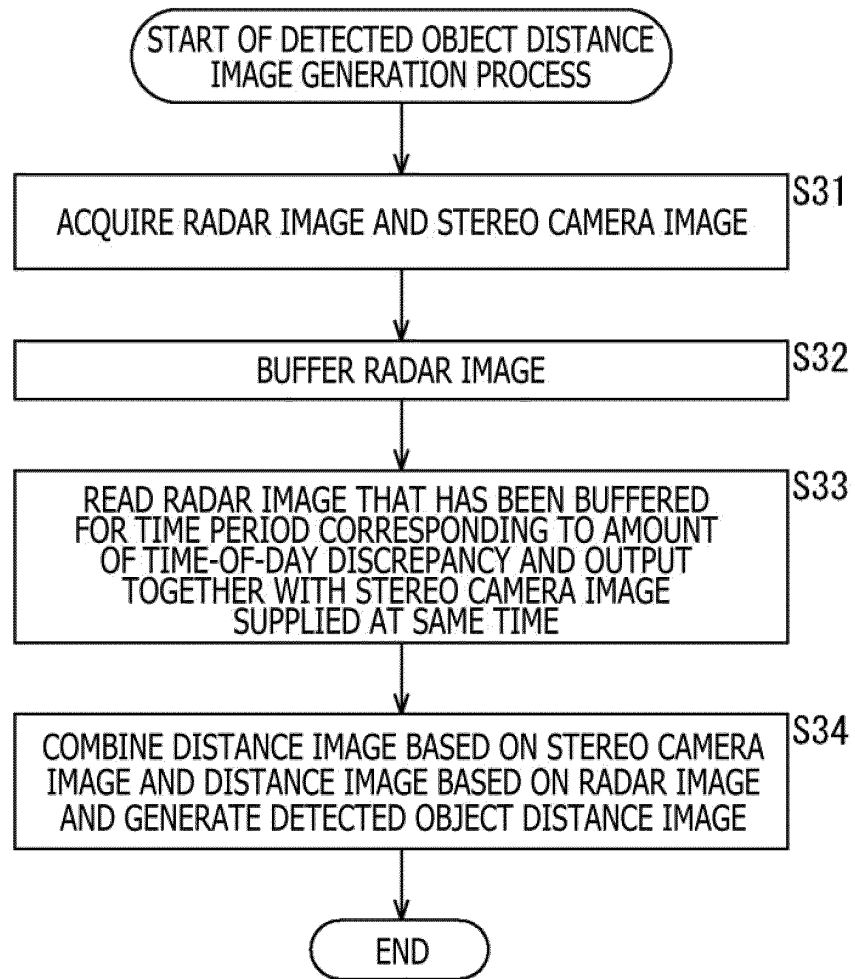 START OF DETECTED OBJECT DISTANCE
IMAGE GENERATION PROCESS
S31
ACQUIRE RADAR IMAGE AND STEREO CAMERA IMAGE
S32
BUFFER RADAR IMAGE
S33
READ RADAR IMAGE THAT HAS BEEN BUFFERED
FOR TIME PERIOD CORRESPONDING TO AMOUNT
OF TIME-OF-DAY DISCREPANCY AND OUTPUT
TOGETHER WITH STEREO CAMERA IMAGE
SUPPLIED AT SAME TIME
S34
COMBINE DISTANCE IMAGE BASED ON STEREO CAMERA
IMAGE AND DISTANCE IMAGE BASED ON RADAR IMAGE
AND GENERATE DETECTED OBJECT DISTANCE IMAGE
END